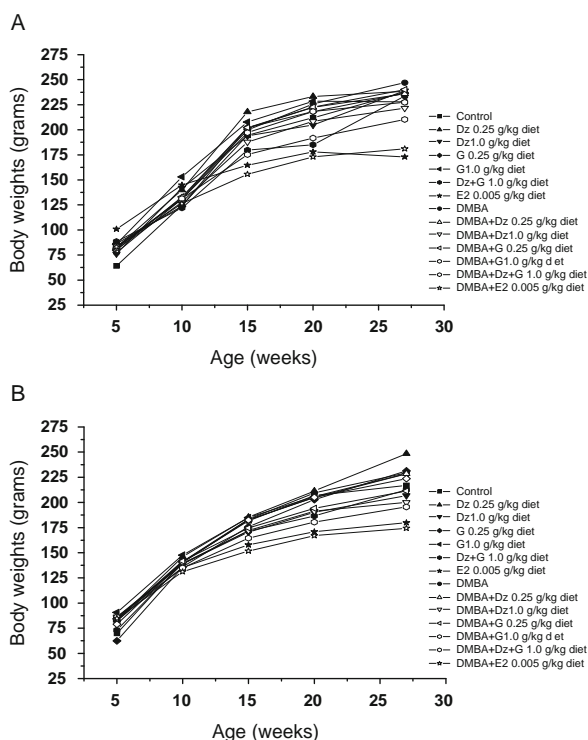 A
275
250
225
200
175
150
125
100
75
50
25
Body weights (grams)
5 10 15 20 25 30
Age (weeks)
Control
Dz 0.25 g/kg diet
Dz1.0 g/kg diet
G 0.25 g/kg diet
G1.0 g/kg diet
Dz+G 1.0 g/kg diet
E2 0.005 g/kg diet
DMBA
DMBA+Dz 0.25 g/kg diet
DMBA+Dz1.0 g/kg diet
DMBA+G 0.25 g/kg diet
DMBA+G1.0 g/kg d et
DMBA+Dz+G 1.0 g/kg diet
DMBA+E2 0.005 g/kg diet
B
275
250
225
200
175
150
125
100
75
50
25
Body weights (grams)
5 10 15 20 25 30
Age (weeks)
Control
Dz 0.25 g/kg diet
Dz1.0 g/kg diet
G 0.25 g/kg diet
G1.0 g/kg diet
Dz+G 1.0 g/kg diet
E2 0.005 g/kg diet
DMBA
DMBA+Dz 0.25 g/kg diet
DMBA+Dz1.0 g/kg diet
DMBA+G 0.25 g/kg diet
DMBA+G1.0 g/kg d et
DMBA+Dz+G 1.0 g/kg diet
DMBA+E2 0.005 g/kg diet